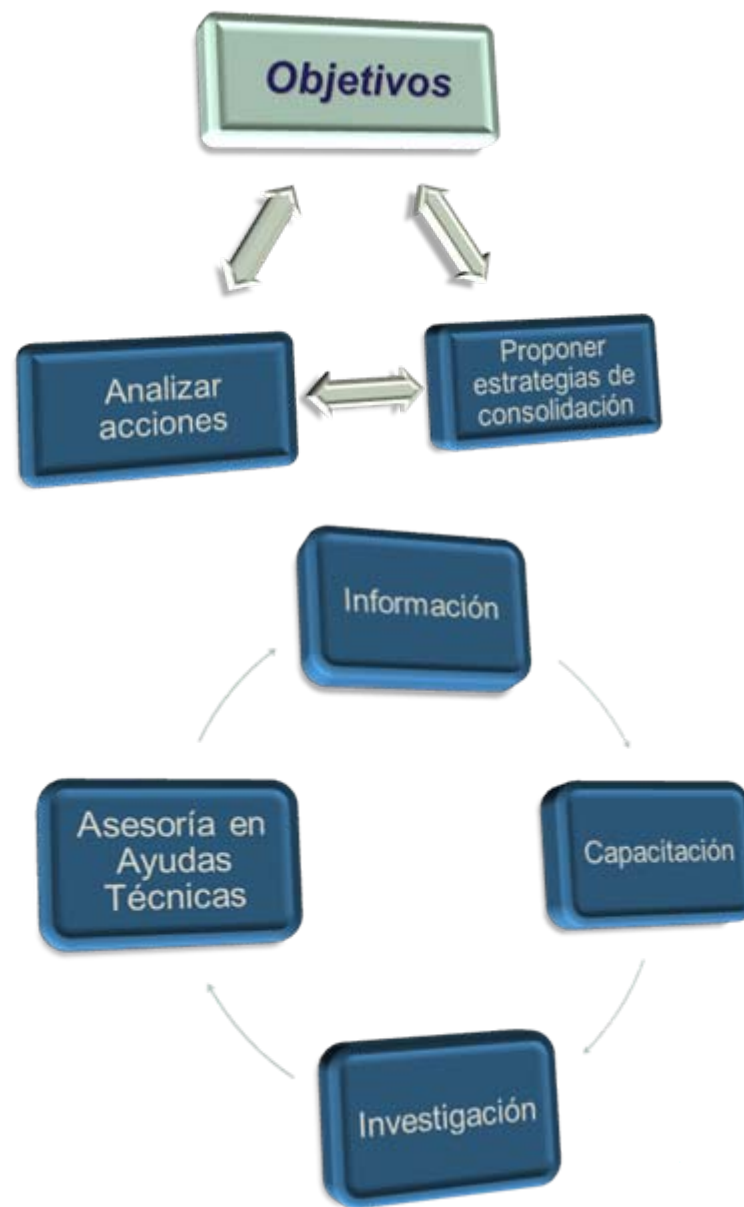 Objetivos
Analizar
acciones
Proponer
estrategias de
consolidación
Información
Capacitación
Investigación
Asesoría en
Ayudas
Técnicas